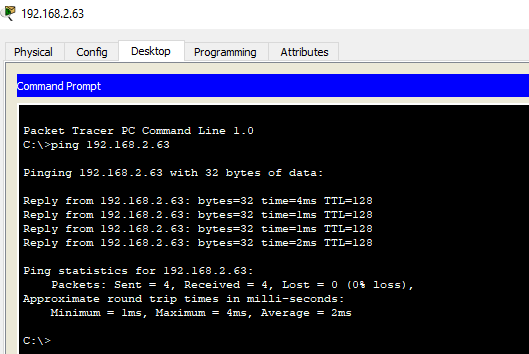 192.168.2.63
Physical Config Desktop Programming Attributes
Command Prompt
Packet Tracer PC Command Line 1.0
C:\>ping 192.168.2.63
Pinging 192.168.2.63 with 32 bytes of data:
Reply from 192.168.2.63: bytes=32 time=4ms TTL=128
Reply from 192.168.2.63: bytes=32 time=1ms TTL=128
Reply from 192.168.2.63: bytes=32 time=1ms TTL=128
Reply from 192.168.2.63: bytes=32 time=2ms TTL=128
Ping statistics for 192.168.2.63:
Packets: Sent = 4, Received = 4, Lost = 0 (0% loss),
Approximate round trip times in milli-seconds:
Minimum = 1ms, Maximum = 4ms, Average = 2ms
C:\>